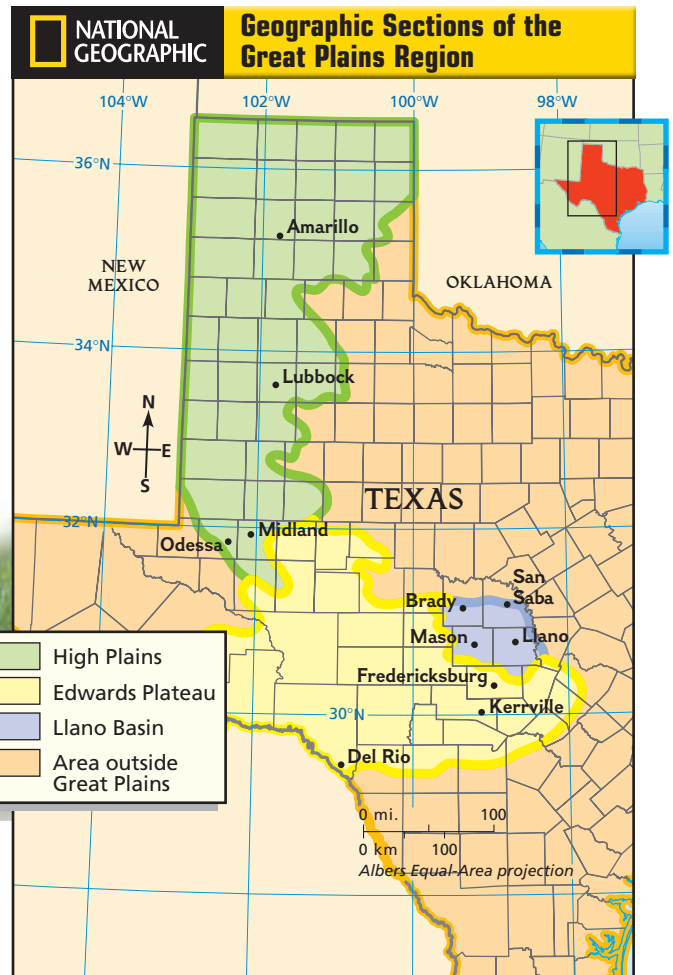 NATIONAL
GEOGRAPHIC
Geographic Sections of the
Great Plains Region
104°W
102°W
100°W
98°W
36°N
Amarillo
NEW
MEXICO
OKLAHOMA
34°N
Lubbock
N
W
E
S
TEXAS
32°N
Midland
Odessa
San
Saba
Brady
Mason
Llano
High Plains
Edwards Plateau
Llano Basin
Area outside
Great Plains
Fredericksburg
Kerrville
30°N
Del Rio
0 mi.
100
0 km
100
Albers Equal-Area projection